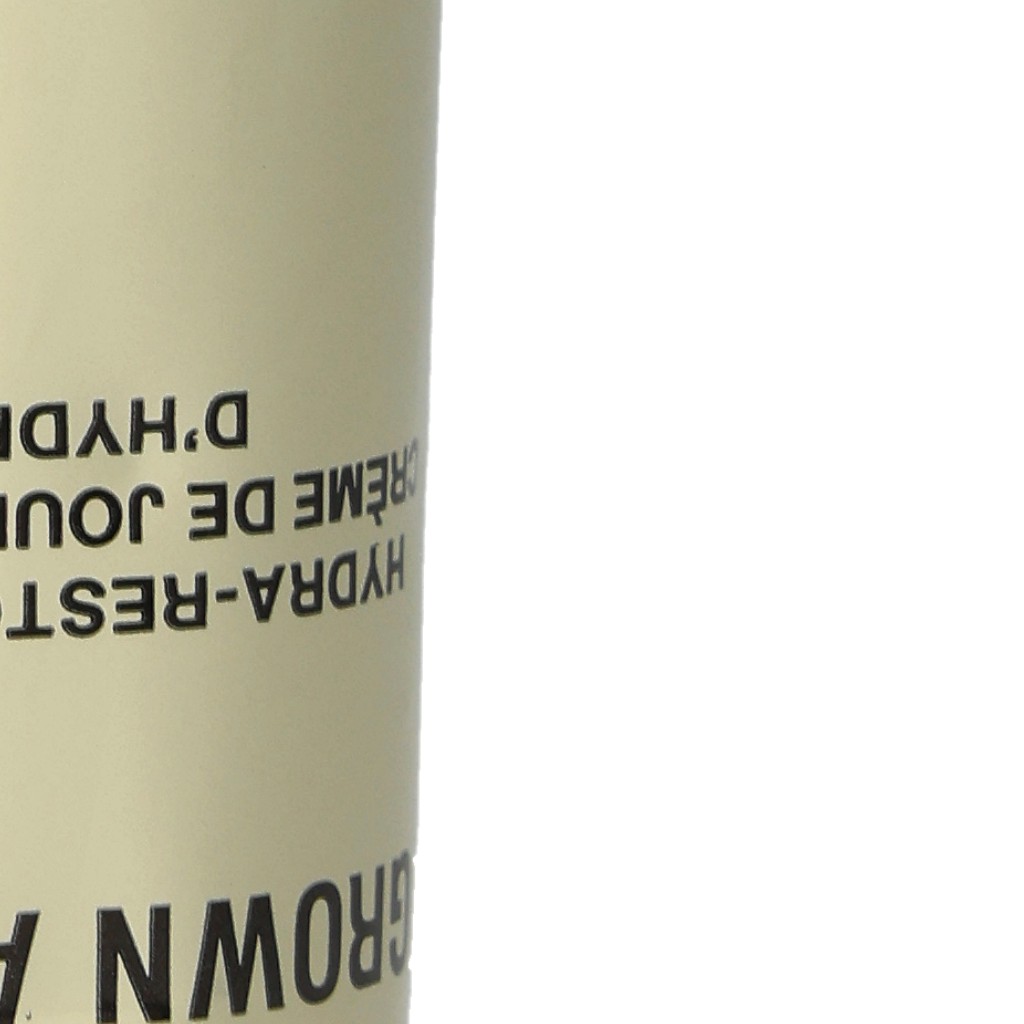 GROWN A
HYDRA-REST
CRÈME DE JOU
D'HYD